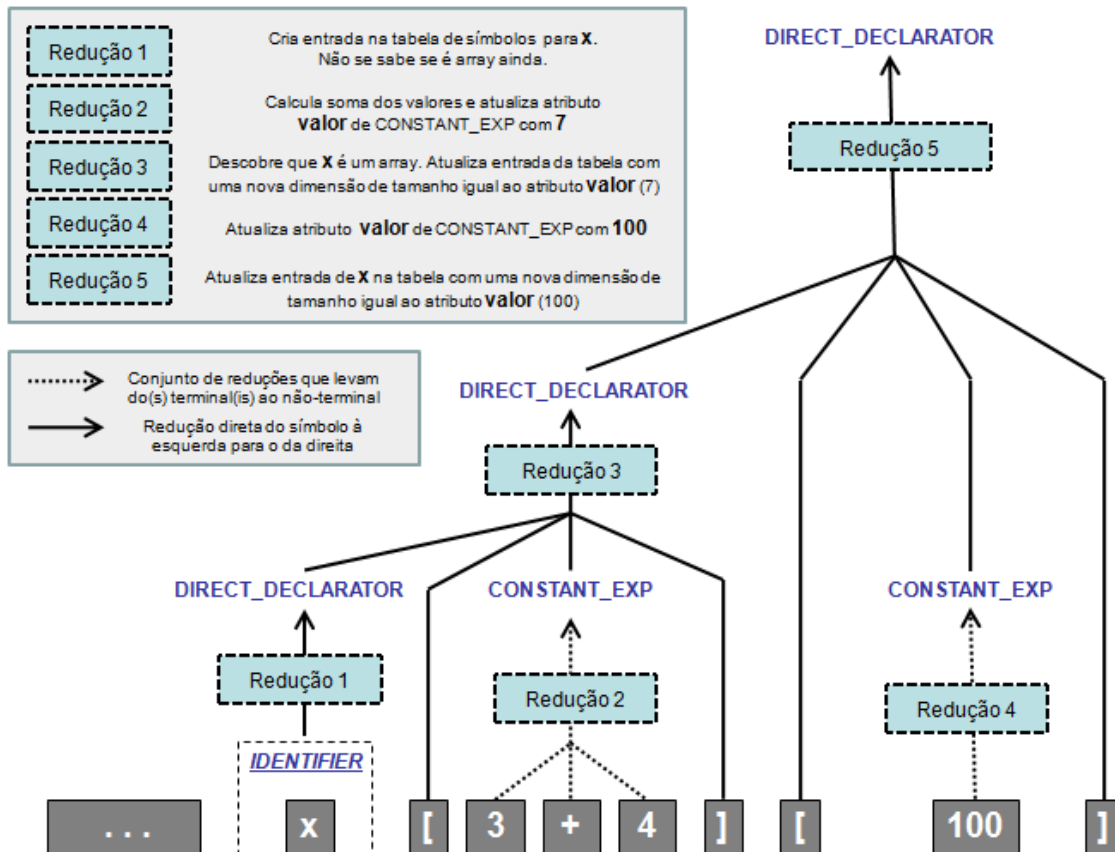 Redução 1
Cria entrada na tabela de símbolos para x.
Não se sabe se é array ainda.
Redução 2
Calcula soma dos valores e atualiza atributo
valor de CONSTANT_EXP com 7
Redução 3
Descobre que x é um array. Atualiza entrada da tabela com
uma nova dimensão de tamanho igual ao atributo valor (7)
Redução 4
Atualiza atributo valor de CONSTANT_EXP com 100
Redução 5
Atualiza entrada de x na tabela com uma nova dimensão de
tamanho igual ao atributo valor (100)
DIRECT_DECLARATOR
Redução 5
Conjunto de reduções que levam
do(s) terminal(is) ao não-terminal
Redução direta do símbolo à
esquerda para o da direita
DIRECT_DECLARATOR
Redução 3
DIRECT_DECLARATOR
CONSTANT_EXP
CONSTANT_EXP
Redução 1
Redução 2
Redução 4
IDENTIFIER
. . . x [ 3 + 4 ] [ 100 ]